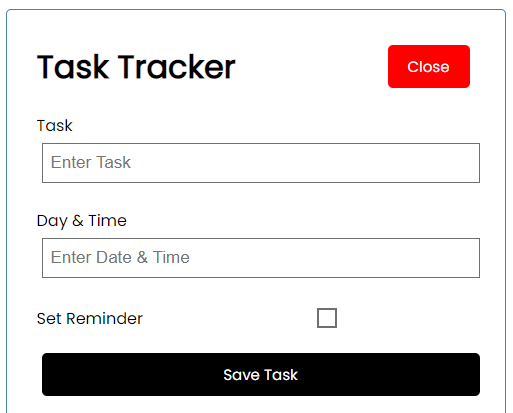 Task Tracker
Close
Task
Enter Task
Day & Time
Enter Date & Time
Set Reminder
Save Task